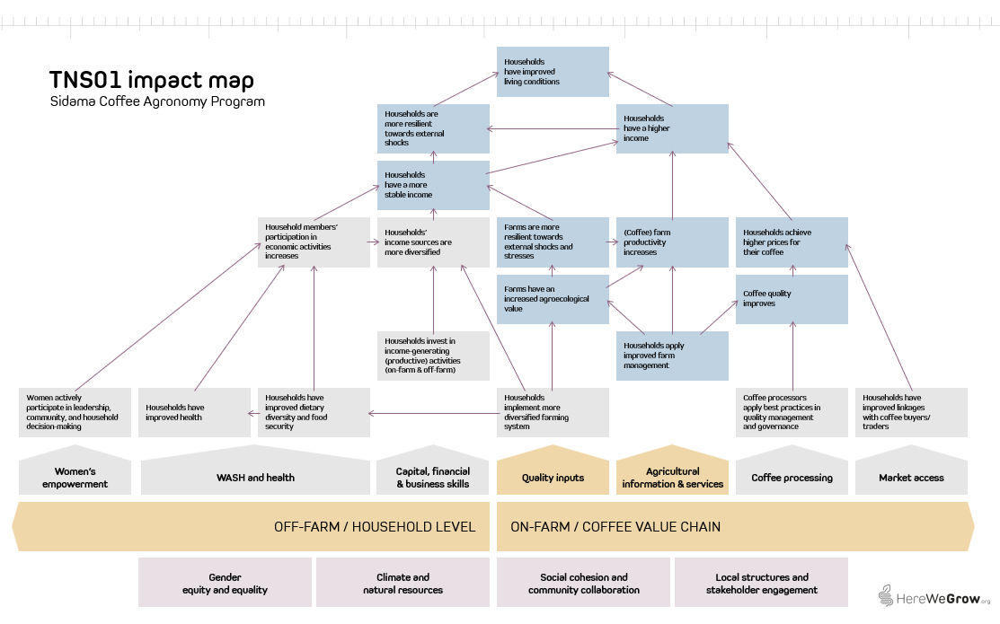 TNS01 impact map
Sidama Coffee Agronomy Program
Households
have improved
living conditions
Households are
more resilient
towards external
shocks
Households
have a higher
income
Households
have a more
stable income
Household members'
participation in
economic activities
increases
Households'
income sources are
more diversified
Farms are more
resilient towards
external shocks and
stresses
(Coffee) farm
productivity
increases
Households achieve
higher prices for
their coffee
Farms have an
increased agroecological
value
Coffee quality
improves
Households invest in
income-generating
(productive) activities
(on-farm & off-farm)
Households apply
improved farm
management
Women actively
participate in leadership,
community, and household
decision-making
Households have
improved health
Households have
improved dietary
diversity and food
security
Households
implement more
diversified farming
system
Coffee processors
apply best practices in
quality management
and governance
Households have
improved linkages
with coffee buyers/
traders
Women's
empowerment
WASH and health
Capital, financial
& business skills
Quality inputs
Agricultural
information & services
Coffee processing
Market access
OFF-FARM / HOUSEHOLD LEVEL
ON-FARM / COFFEE VALUE CHAIN
Gender
equity and equality
Climate and
natural resources
Social cohesion and
community collaboration
Local structures and
stakeholder engagement
HereWeGrow.org